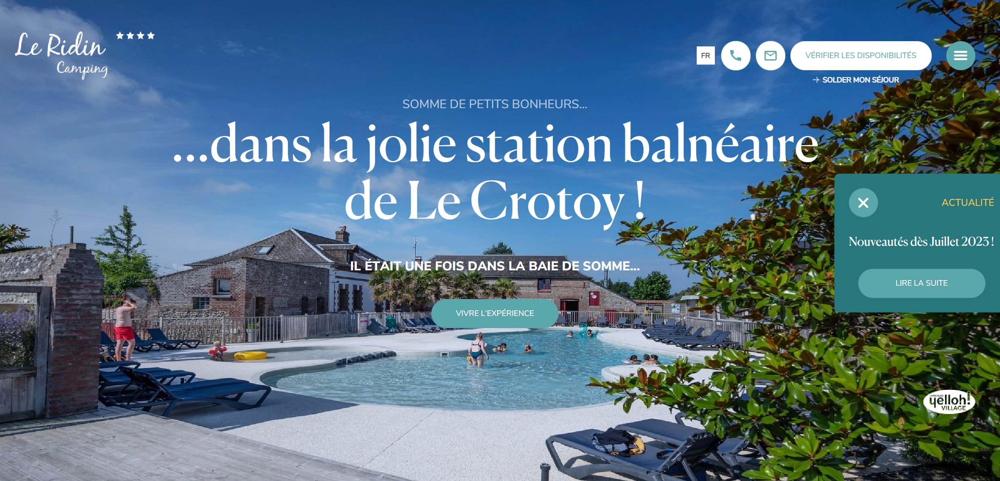 Le Ridin
Camping
FR
VÉRIFIER LES DISPONIBILITÉS
SOLDER MON SÉJOUR
SOMME DE PETITS BONHEURS...
...dans la jolie station balnéaire
de Le Crotoy !
IL ÉTAIT UNE FOIS DANS LA BAIE DE SOMME...
VIVRE L'EXPÉRIENCE
ACTUALITÉ
Nouveautés dès Juillet 2023 !
LIRE LA SUITE
yelloh!
VILLAGE